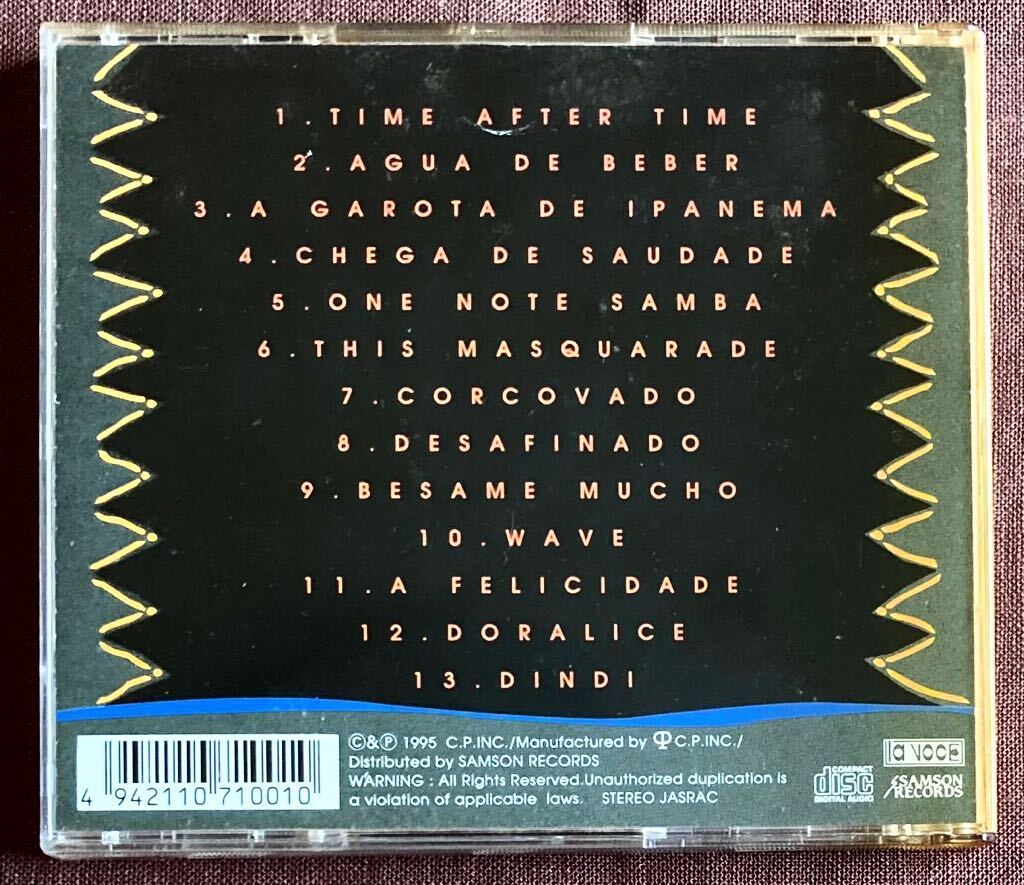 1. TIME AFTER TIME
2. AGUA DE BEBER
3. A GAROTA DE IPANEMA
4. CHEGA DE SAUDADE
5. ONE NOTE SAMBA
6. THIS MASQUARADE
7. CORCOVADO
8. DESAFINADO
9. BESAME MUCHO
10. WAVE
11. A FELICIDADE
12. DORALICE
13. DINDI
4 942110 710010
©&℗ 1995 C.P.INC./Manufactured by C.P.INC./
Distributed by SAMSON RECORDS
WARNING : All Rights Reserved.Unauthorized duplication is
a violation of applicable laws. STEREO JASRAC
COMPACT
disc
DIGITAL AUDIO
la voce
SAMSON
RECORDS